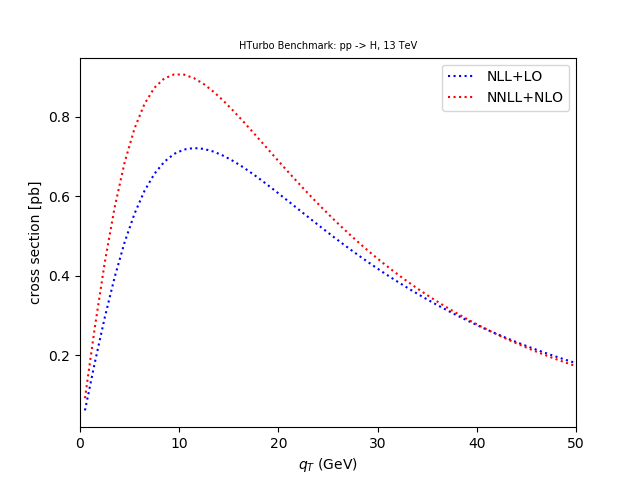 HTurbo Benchmark: pp -> H, 13 TeV
NLL+LO
NNLL+NLO
cross section [pb]
0.8
0.6
0.4
0.2
0 10 20 30 40 50
q_T (GeV)